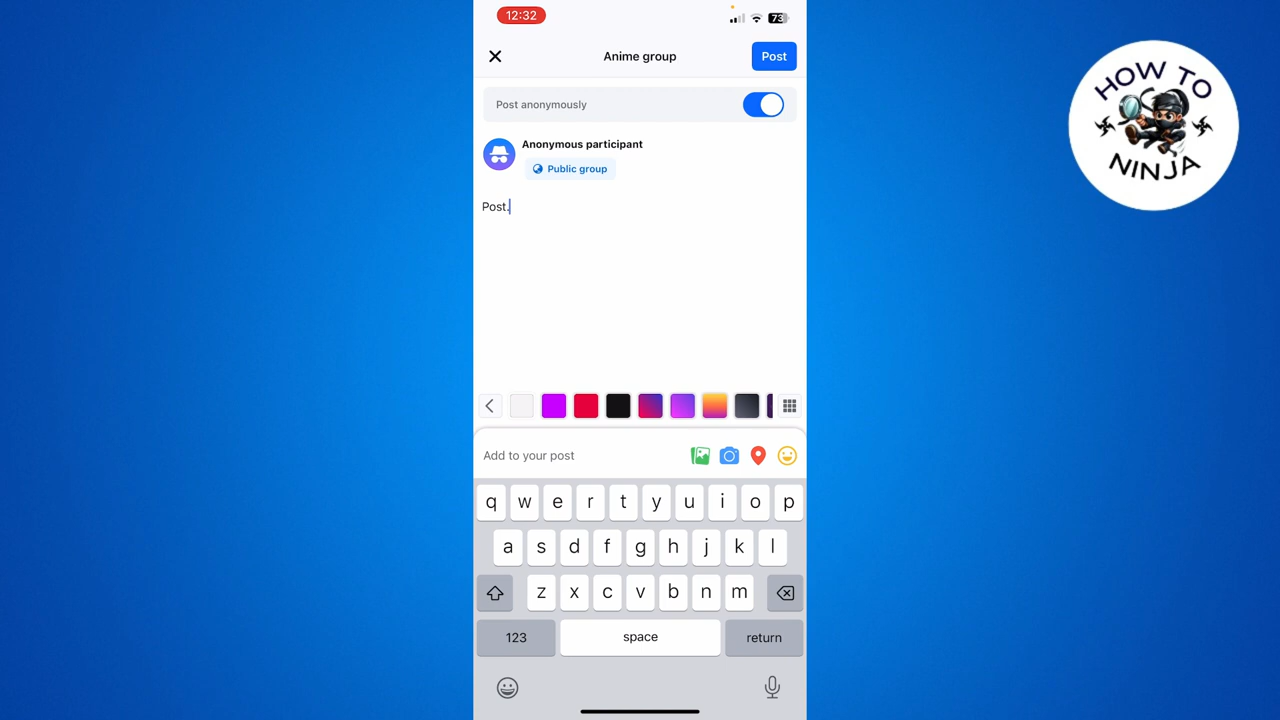 12:32
73
Anime group
Post
Post anonymously
Anonymous participant
Public group
Post.
Add to your post
q w e r t y u i o p
a s d f g h j k l
z x c v b n m
123 space return
HOW TO
NINJA